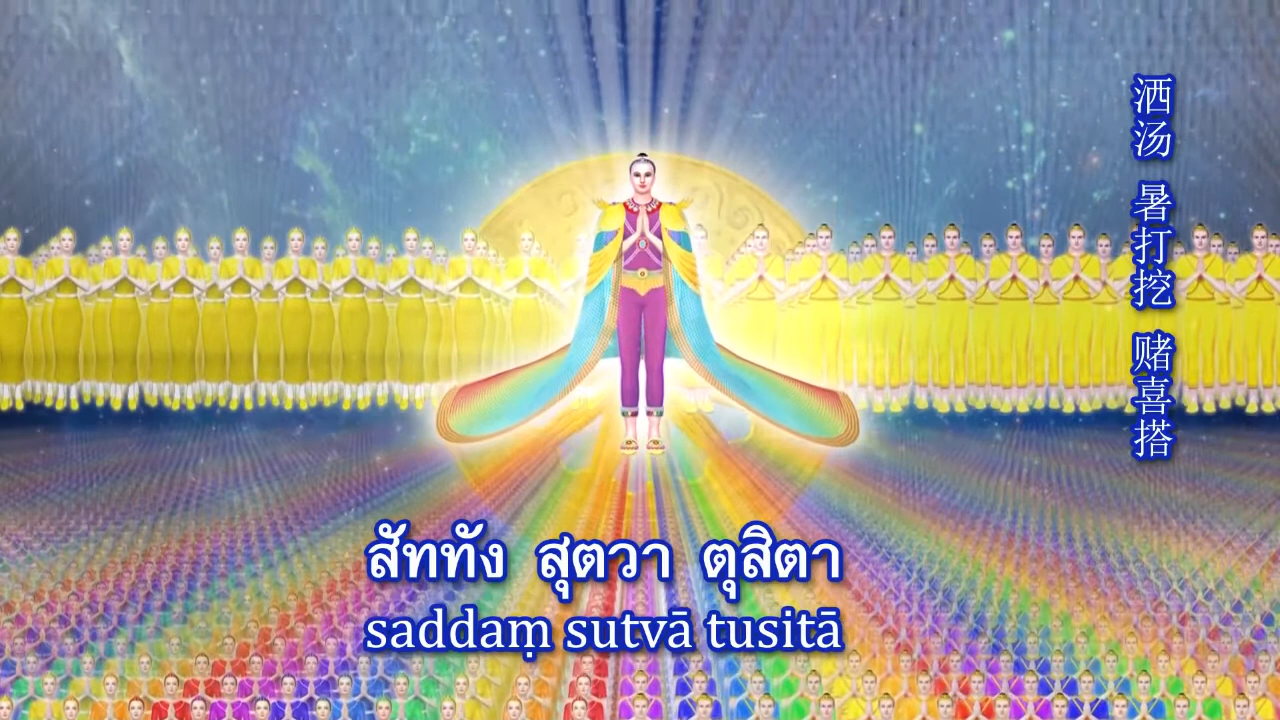 สัททัง สุตวา ตุสิตา
saddaṃ sutvā tusitā
洒汤 暑打挖 赌喜搭